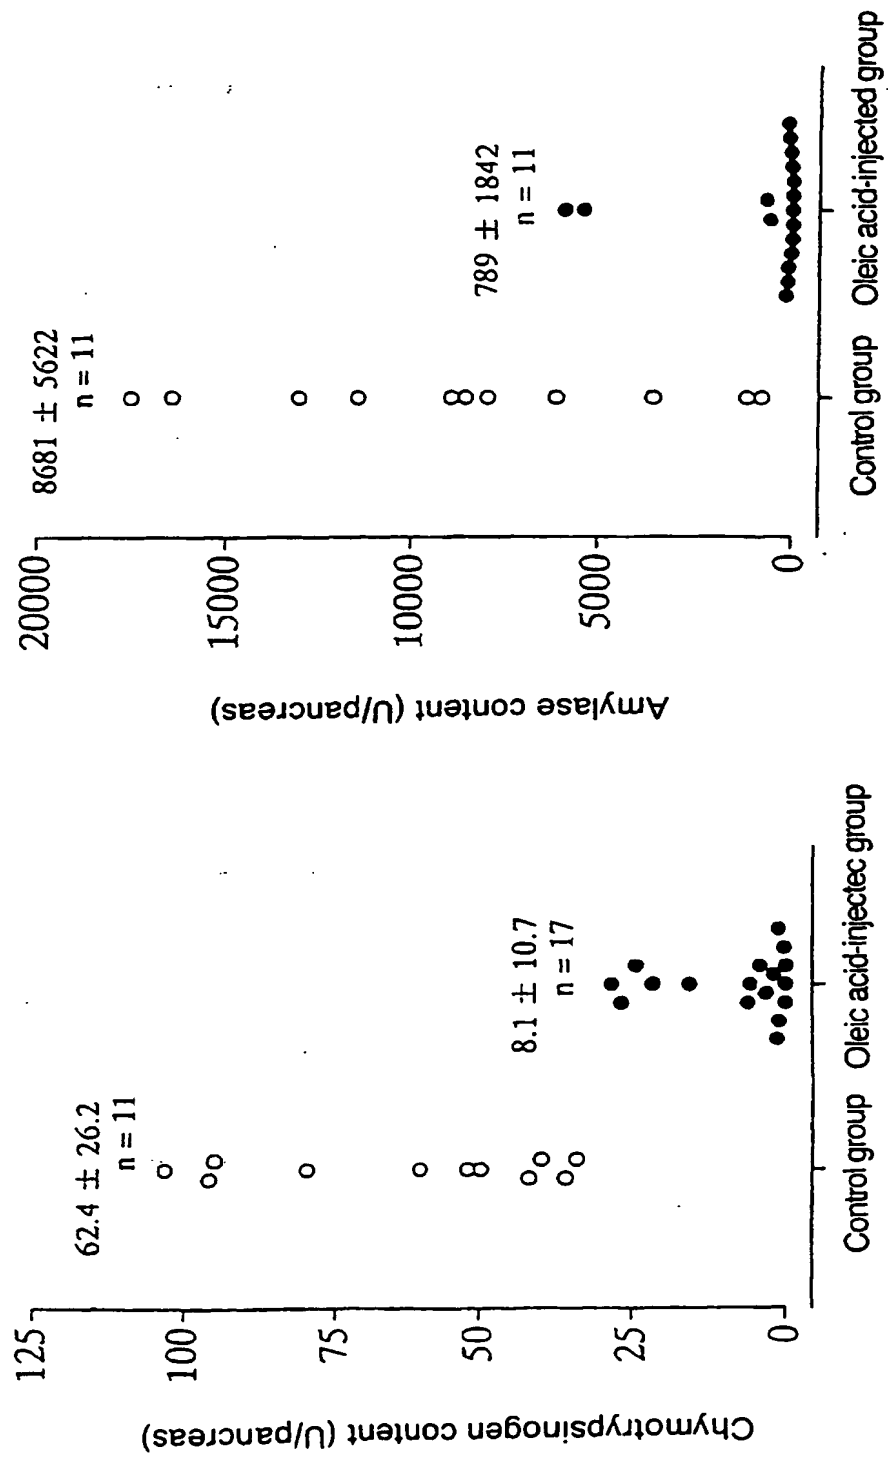 Chymotrypsinogen content (U/pancreas)
125
100
75
50
25
0
62.4 ± 26.2
n = 11
8.1 ± 10.7
n = 17
Control group
Oleic acid-injectec group
Amylase content (U/pancreas)
20000
15000
10000
5000
0
8681 ± 5622
n = 11
789 ± 1842
n = 11
Control group
Oleic acid-injected group